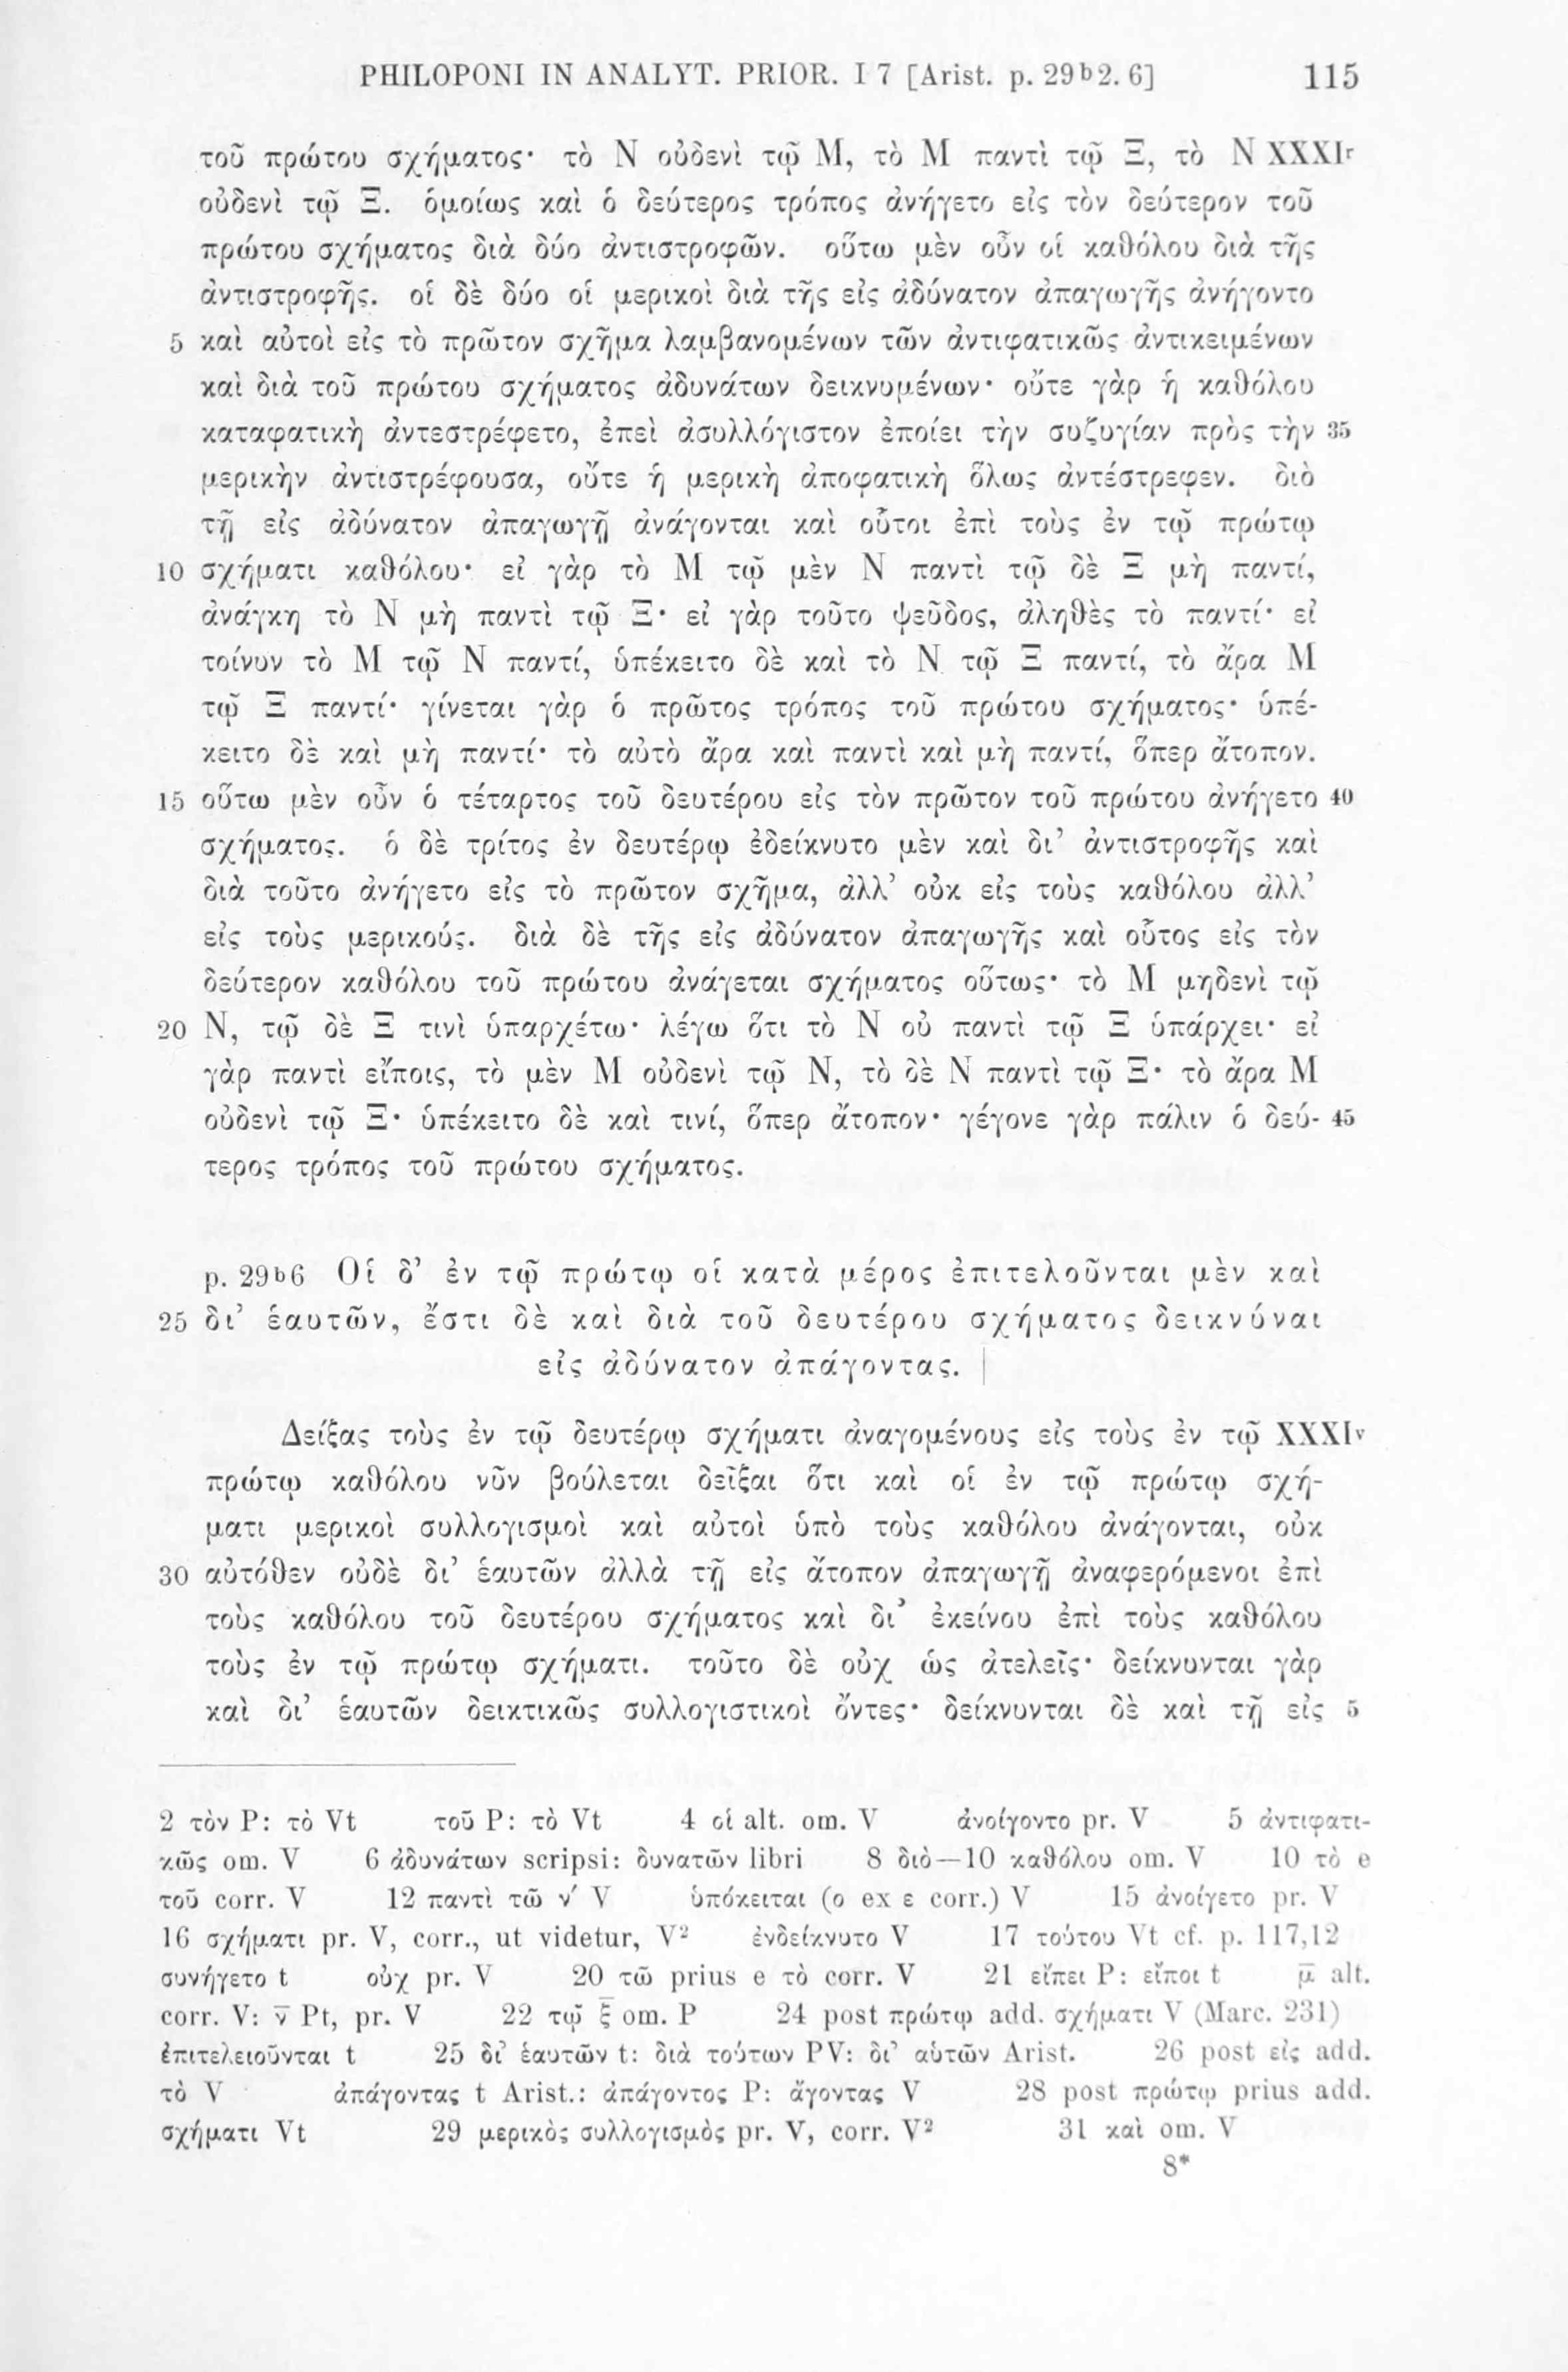 PHILOPONI IN ANALYT. PRIOR. I 7 [Arist. p. 29b2. 6] 115
τοῦ πρώτου σχήματος· τὸ Ν οὐδενὶ τῷ Μ, τὸ Μ παντὶ τῷ Ξ, τὸ Ν XXXIr
οὐδενὶ τῷ Ξ. ὁμοίως καὶ ὁ δεύτερος τρόπος ἀνήγετο εἰς τὸν δεύτερον τοῦ
πρώτου σχήματος διὰ δύο ἀντιστροφῶν. οὕτω μὲν οὖν οἱ καθόλου διὰ τῆς
ἀντιστροφῆς. οἱ δὲ δύο οἱ μερικοὶ διὰ τῆς εἰς ἀδύνατον ἀπαγωγῆς ἀνήγοντο
5 καὶ αὐτοὶ εἰς τὸ πρῶτον σχῆμα λαμβανομένων τῶν ἀντιφατικῶς ἀντικειμένων
καὶ διὰ τοῦ πρώτου σχήματος ἀδυνάτων δεικνυμένων· οὔτε γὰρ ἡ καθόλου
καταφατικὴ ἀντεστρέφετο, ἐπεὶ ἀσυλλόγιστον ἐποίει τὴν συζυγίαν πρὸς τὴν 35
μερικὴν ἀντιστρέφουσα, οὔτε ἡ μερικὴ ἀποφατικὴ ὅλως ἀντέστρεφεν. διὸ
τῇ εἰς ἀδύνατον ἀπαγωγῇ ἀνάγονται καὶ οὗτοι ἐπὶ τοὺς ἐν τῷ πρώτῳ
10 σχήματι καθόλου· εἰ γὰρ τὸ Μ τῷ μὲν Ν παντὶ τῷ δὲ Ξ μὴ παντί,
ἀνάγκη τὸ Ν μὴ παντὶ τῷ Ξ· εἰ γὰρ τοῦτο ψεῦδος, ἀληθὲς τὸ παντί· εἰ
τοίνυν τὸ Μ τῷ Ν παντί, ὑπέκειτο δὲ καὶ τὸ Ν τῷ Ξ παντί, τὸ ἄρα Μ
τῷ Ξ παντί· γίνεται γὰρ ὁ πρῶτος τρόπος τοῦ πρώτου σχήματος· ὑπέ-
κειτο δὲ καὶ μὴ παντί· τὸ αὐτὸ ἄρα καὶ παντὶ καὶ μὴ παντί, ὅπερ ἄτοπον.
15 οὕτω μὲν οὖν ὁ τέταρτος τοῦ δευτέρου εἰς τὸν πρῶτον τοῦ πρώτου ἀνήγετο 40
σχήματος. ὁ δὲ τρίτος ἐν δευτέρῳ ἐδείκνυτο μὲν καὶ δι’ ἀντιστροφῆς καὶ
διὰ τοῦτο ἀνήγετο εἰς τὸ πρῶτον σχῆμα, ἀλλ’ οὐκ εἰς τοὺς καθόλου ἀλλ’
εἰς τοὺς μερικούς. διὰ δὲ τῆς εἰς ἀδύνατον ἀπαγωγῆς καὶ οὗτος εἰς τὸν
δεύτερον καθόλου τοῦ πρώτου ἀνάγεται σχήματος οὕτως· τὸ Μ μηδενὶ τῷ
20 Ν, τῷ δὲ Ξ τινὶ ὑπαρχέτω· λέγω ὅτι τὸ Ν οὐ παντὶ τῷ Ξ ὑπάρχει· εἰ
γὰρ παντὶ εἴποις, τὸ μὲν Μ οὐδενὶ τῷ Ν, τὸ δὲ Ν παντὶ τῷ Ξ· τὸ ἄρα Μ
οὐδενὶ τῷ Ξ· ὑπέκειτο δὲ καὶ τινί, ὅπερ ἄτοπον· γέγονε γὰρ πάλιν ὁ δεύ- 45
τερος τρόπος τοῦ πρώτου σχήματος.
p. 29b6 Οἱ δ’ ἐν τῷ πρώτῳ οἱ κατὰ μέρος ἐπιτελοῦνται μὲν καὶ
25 δι’ ἑαυτῶν, ἔστι δὲ καὶ διὰ τοῦ δευτέρου σχήματος δεικνύναι
εἰς ἀδύνατον ἀπάγοντας. |
Δείξας τοὺς ἐν τῷ δευτέρῳ σχήματι ἀναγομένους εἰς τοὺς ἐν τῷ XXXIv
πρώτῳ καθόλου νῦν βούλεται δεῖξαι ὅτι καὶ οἱ ἐν τῷ πρώτῳ σχή-
ματι μερικοὶ συλλογισμοὶ καὶ αὐτοὶ ὑπὸ τοὺς καθόλου ἀνάγονται, οὐκ
30 αὐτόθεν οὐδὲ δι’ ἑαυτῶν ἀλλὰ τῇ εἰς ἄτοπον ἀπαγωγῇ ἀναφερόμενοι ἐπὶ
τοὺς καθόλου τοῦ δευτέρου σχήματος καὶ δι’ ἐκείνου ἐπὶ τοὺς καθόλου
τοὺς ἐν τῷ πρώτῳ σχήματι. τοῦτο δὲ οὐχ ὡς ἀτελεῖς· δείκνυνται γὰρ
καὶ δι’ ἑαυτῶν δεικτικῶς συλλογιστικοὶ ὄντες· δείκνυνται δὲ καὶ τῇ εἰς 5
2 τὸν P: τὸ Vt τοῦ P: τὸ Vt 4 οἱ alt. om. V ἀνοίγοντο pr. V 5 ἀντιφατι-
κῶς om. V 6 ἀδυνάτων scripsi: δυνατῶν libri 8 διὸ—10 καθόλου om. V 10 τὸ e
τοῦ corr. V 12 παντὶ τῶ ν′ V ὑπόκειται (ο ex ε corr.) V 15 ἀνοίγετο pr. V
16 σχήματι pr. V, corr., ut videtur, V² ἐνδείκνυτο V 17 τούτου Vt cf. p. 117,12
συνήγετο t οὐχ pr. V 20 τῶ prius e τὸ corr. V 21 εἴπει P: εἴποι t μ̄ alt.
corr. V: ν̄ Pt, pr. V 22 τῷ ξ̄ om. P 24 post πρώτῳ add. σχήματι V (Marc. 231)
ἐπιτελειοῦνται t 25 δι’ ἑαυτῶν t: διὰ τούτων PV: δι’ αὑτῶν Arist. 26 post εἰς add.
τὸ V ἀπάγοντας t Arist.: ἀπάγοντος P: ἄγοντας V 28 post πρώτῳ prius add.
σχήματι Vt 29 μερικὸς συλλογισμὸς pr. V, corr. V² 31 καὶ om. V
8*